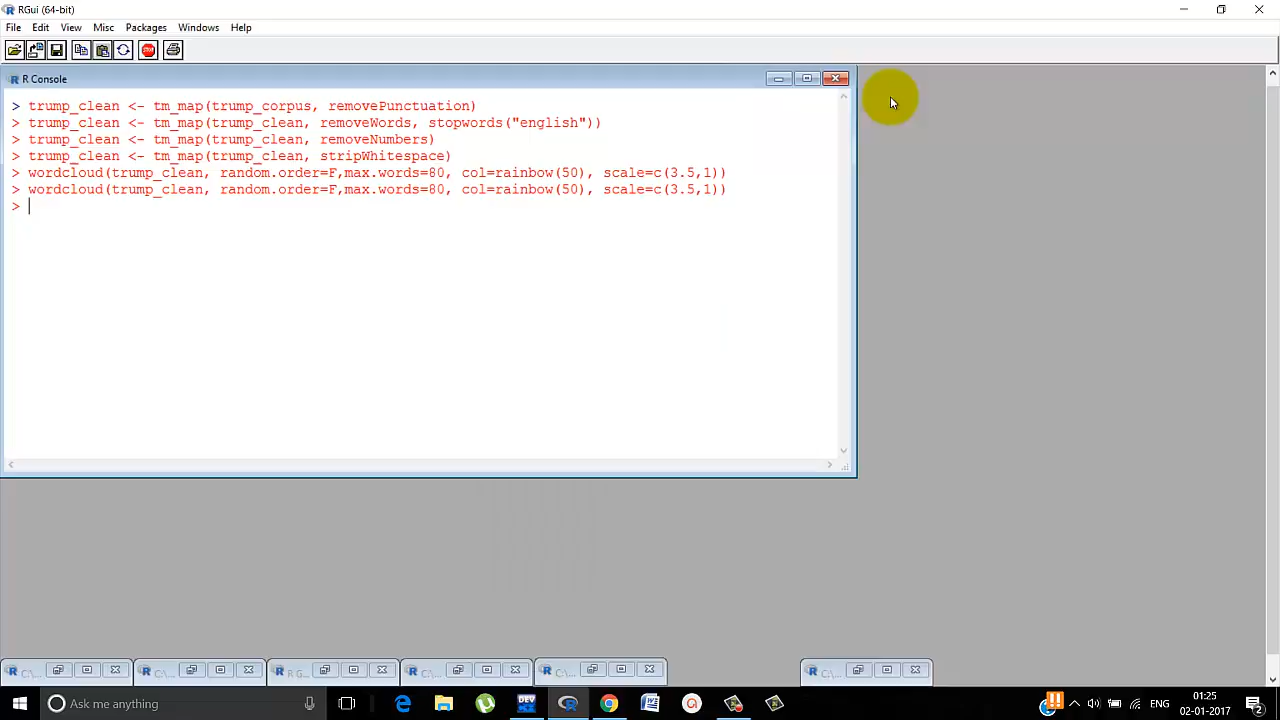 RGui (64-bit)
File Edit View Misc Packages Windows Help
STOP
R Console
> trump_clean <- tm_map(trump_corpus, removePunctuation)
> trump_clean <- tm_map(trump_clean, removeWords, stopwords("english"))
> trump_clean <- tm_map(trump_clean, removeNumbers)
> trump_clean <- tm_map(trump_clean, stripWhitespace)
> wordcloud(trump_clean, random.order=F,max.words=80, col=rainbow(50), scale=c(3.5,1))
> wordcloud(trump_clean, random.order=F,max.words=80, col=rainbow(50), scale=c(3.5,1))
>
C:\... C:\... R G... C:\... C:\... C:\...
Ask me anything
DEV
ENG
01:25
02-01-2017
2